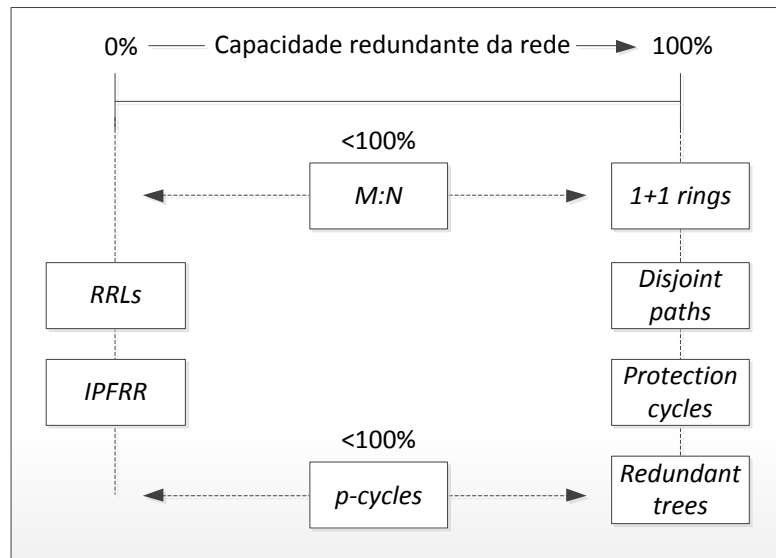 0% Capacidade redundante da rede 100%
<100%
M:N
1+1 rings
RRLs
Disjoint
paths
IPFRR
Protection
cycles
<100%
p-cycles
Redundant
trees